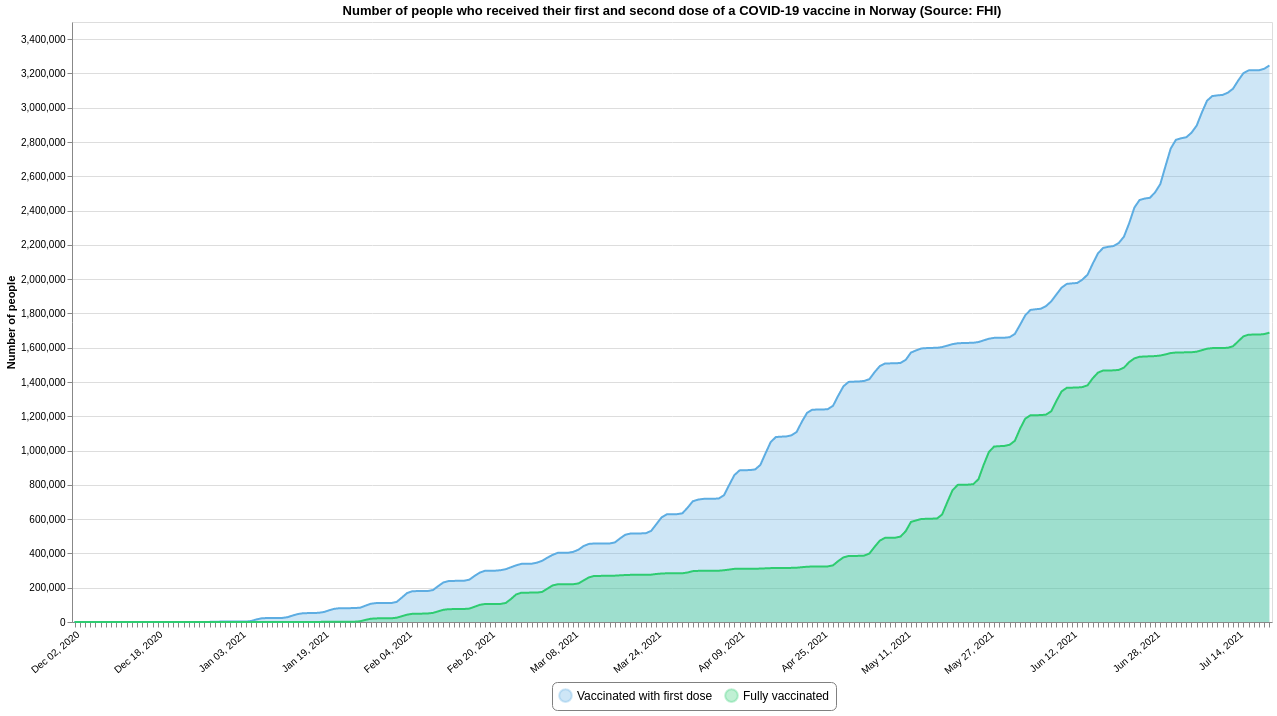 Number of people who received their first and second dose of a COVID-19 vaccine in Norway (Source: FHI)
Number of people
3,400,000
3,200,000
3,000,000
2,800,000
2,600,000
2,400,000
2,200,000
2,000,000
1,800,000
1,600,000
1,400,000
1,200,000
1,000,000
800,000
600,000
400,000
200,000
0
Dec 02, 2020
Dec 18, 2020
Jan 03, 2021
Jan 19, 2021
Feb 04, 2021
Feb 20, 2021
Mar 08, 2021
Mar 24, 2021
Apr 09, 2021
Apr 25, 2021
May 11, 2021
May 27, 2021
Jun 12, 2021
Jun 28, 2021
Jul 14, 2021
Vaccinated with first dose
Fully vaccinated